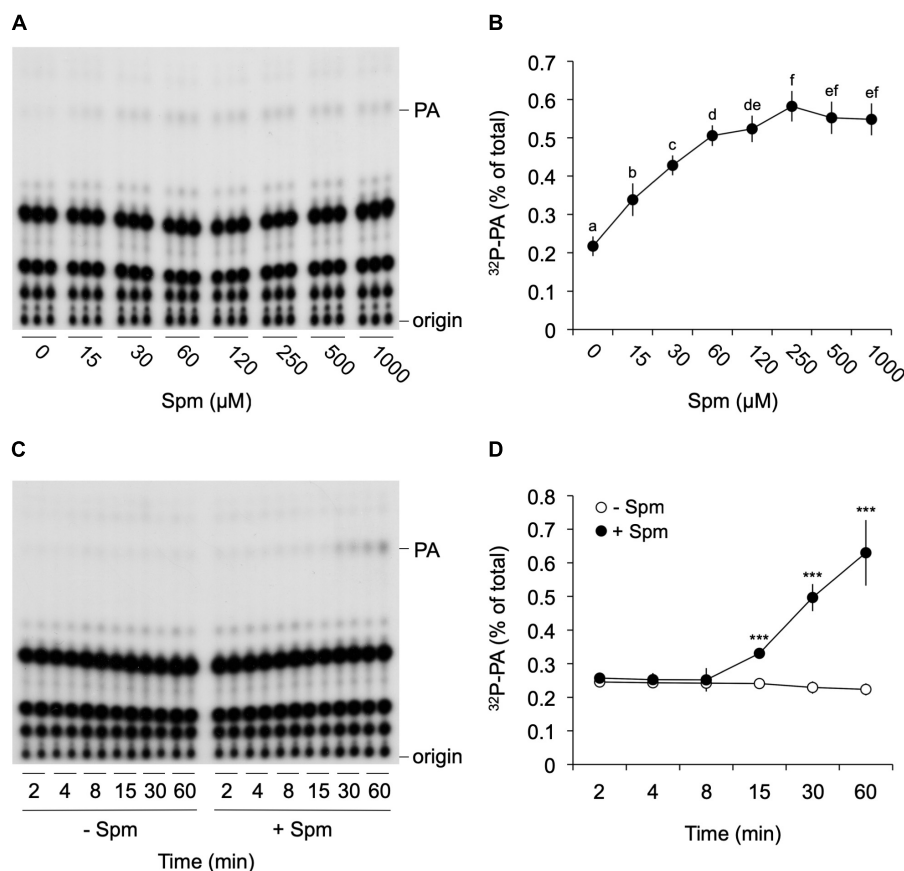 A
PA
origin
0 15 30 60 120 250 500 1000
Spm (µM)
B
0.7
0.6
0.5
0.4
0.3
0.2
0.1
0
³²P-PA (% of total)
a b c d de f ef ef
0 15 30 60 120 250 500 1000
Spm (µM)
C
PA
origin
2 4 8 15 30 60 2 4 8 15 30 60
- Spm + Spm
Time (min)
D
0.8
0.7
0.6
0.5
0.4
0.3
0.2
0.1
0
³²P-PA (% of total)
- Spm
+ Spm
*** *** ***
2 4 8 15 30 60
Time (min)